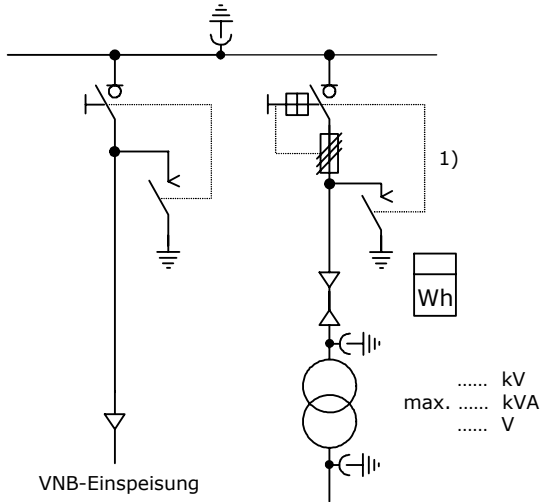 1)
Wh
...... kV
max. ...... kVA
...... V
VNB-Einspeisung